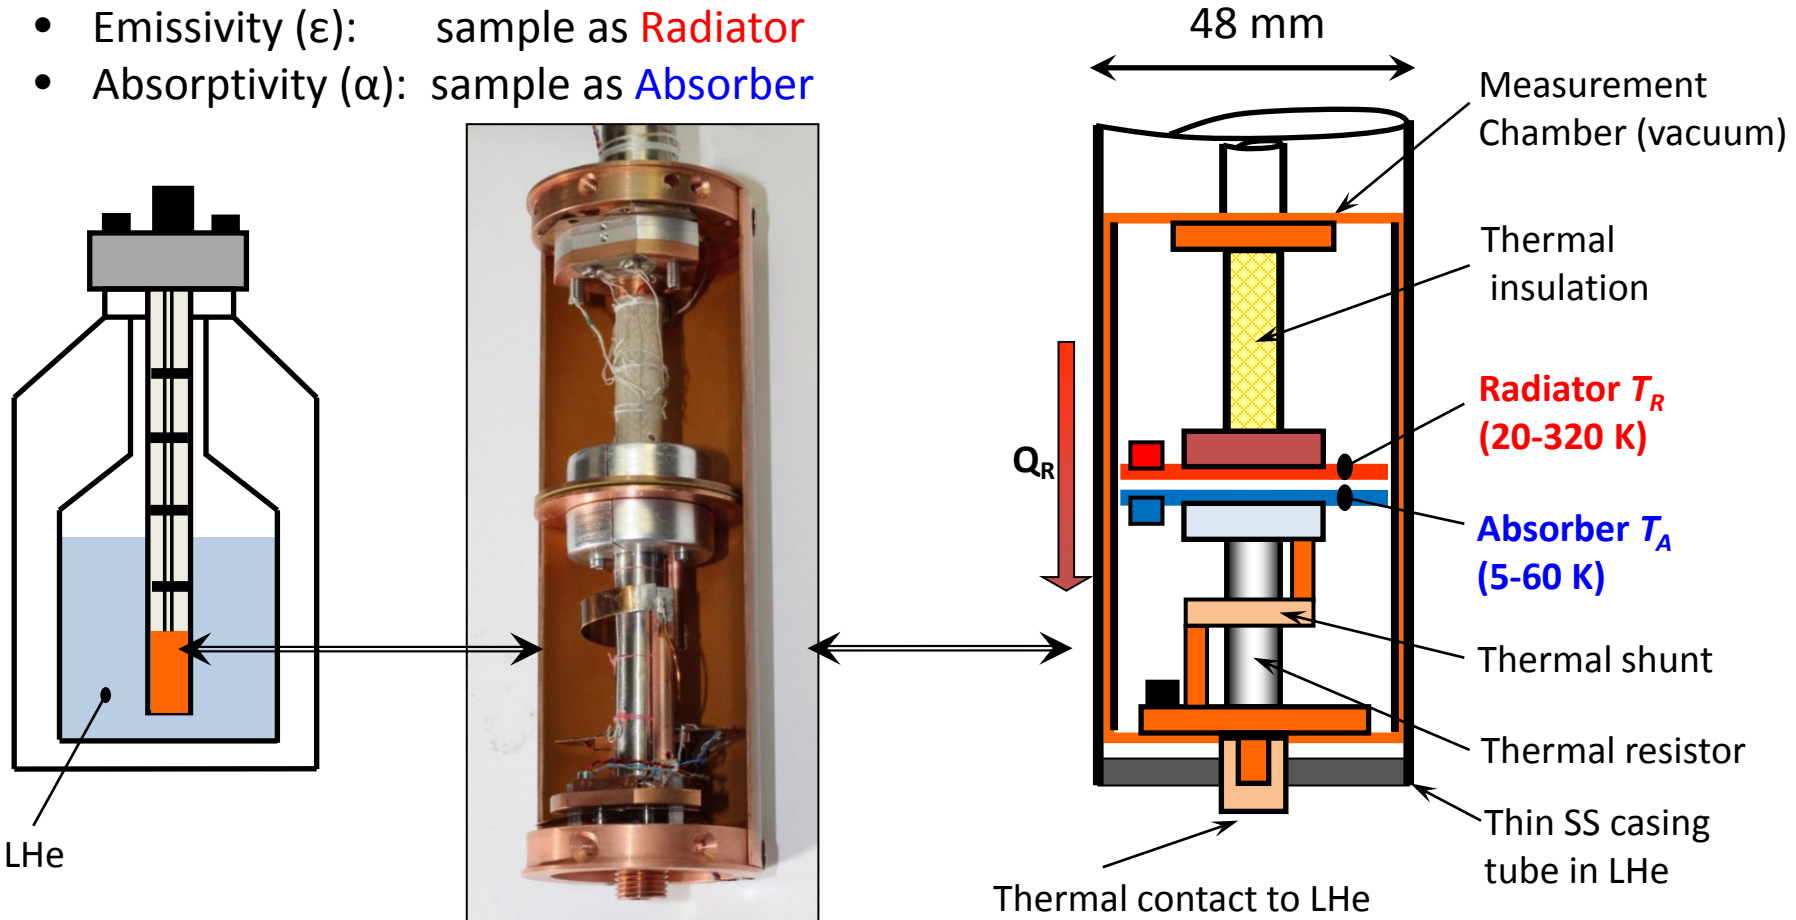 • Emissivity (ε): sample as Radiator
• Absorptivity (α): sample as Absorber
48 mm
Measurement
Chamber (vacuum)
Thermal
insulation
Radiator T_R
(20-320 K)
Q_R
Absorber T_A
(5-60 K)
Thermal shunt
Thermal resistor
Thin SS casing
tube in LHe
Thermal contact to LHe
LHe